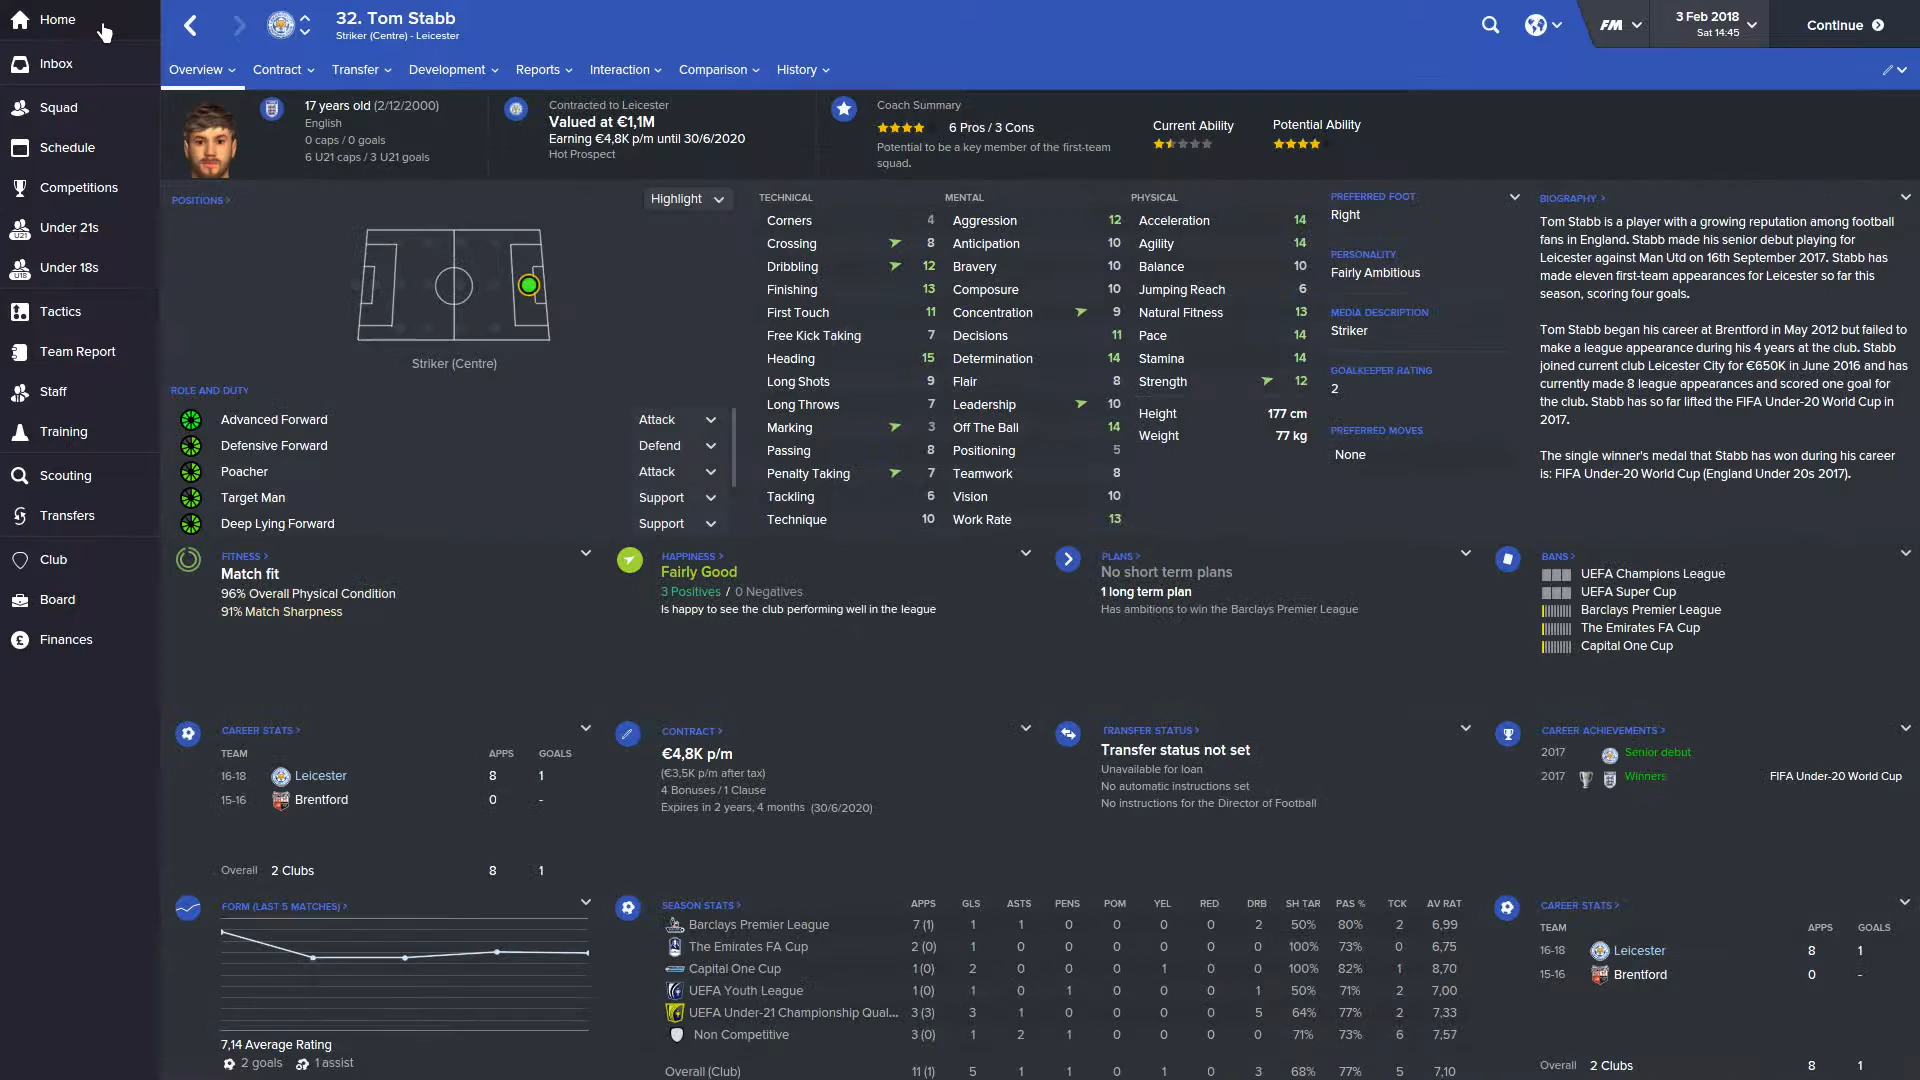 Home
Inbox
Squad
Schedule
Competitions
Under 21s
Under 18s
Tactics
Team Report
Staff
Training
Scouting
Transfers
Club
Board
Finances
32. Tom Stabb
Striker (Centre) - Leicester
FM
3 Feb 2018
Sat 14:45
Continue
Overview Contract Transfer Development Reports Interaction Comparison History
17 years old (2/12/2000)
English
0 caps / 0 goals
6 U21 caps / 3 U21 goals
Contracted to Leicester
Valued at €1,1M
Earning €4,8K p/m until 30/6/2020
Hot Prospect
Coach Summary
6 Pros / 3 Cons
Potential to be a key member of the first-team
squad.
Current Ability
Potential Ability
POSITIONS >
Highlight
Striker (Centre)
ROLE AND DUTY
Advanced Forward Attack
Defensive Forward Defend
Poacher Attack
Target Man Support
Deep Lying Forward Support
TECHNICAL
Corners 4
Crossing 8
Dribbling 12
Finishing 13
First Touch 11
Free Kick Taking 7
Heading 15
Long Shots 9
Long Throws 7
Marking 3
Passing 8
Penalty Taking 7
Tackling 6
Technique 10
MENTAL
Aggression 12
Anticipation 10
Bravery 10
Composure 10
Concentration 9
Decisions 11
Determination 14
Flair 8
Leadership 10
Off The Ball 14
Positioning 5
Teamwork 8
Vision 10
Work Rate 13
PHYSICAL
Acceleration 14
Agility 14
Balance 10
Jumping Reach 6
Natural Fitness 13
Pace 14
Stamina 14
Strength 12
Height 177 cm
Weight 77 kg
PREFERRED FOOT
Right
PERSONALITY
Fairly Ambitious
MEDIA DESCRIPTION
Striker
GOALKEEPER RATING
2
PREFERRED MOVES
None
BIOGRAPHY >
Tom Stabb is a player with a growing reputation among football
fans in England. Stabb made his senior debut playing for
Leicester against Man Utd on 16th September 2017. Stabb has
made eleven first-team appearances for Leicester so far this
season, scoring four goals.
Tom Stabb began his career at Brentford in May 2012 but failed to
make a league appearance during his 4 years at the club. Stabb
joined current club Leicester City for €650K in June 2016 and has
currently made 8 league appearances and scored one goal for
the club. Stabb has so far lifted the FIFA Under-20 World Cup in
2017.
The single winner's medal that Stabb has won during his career
is: FIFA Under-20 World Cup (England Under 20s 2017).
FITNESS >
Match fit
96% Overall Physical Condition
91% Match Sharpness
HAPPINESS >
Fairly Good
3 Positives / 0 Negatives
Is happy to see the club performing well in the league
PLANS >
No short term plans
1 long term plan
Has ambitions to win the Barclays Premier League
BANS >
UEFA Champions League
UEFA Super Cup
Barclays Premier League
The Emirates FA Cup
Capital One Cup
CAREER STATS >
TEAM APPS GOALS
16-18 Leicester 8 1
15-16 Brentford 0 -
Overall 2 Clubs 8 1
CONTRACT >
€4,8K p/m
(€3,5K p/m after tax)
4 Bonuses / 1 Clause
Expires in 2 years, 4 months (30/6/2020)
TRANSFER STATUS >
Transfer status not set
Unavailable for loan
No automatic instructions set
No instructions for the Director of Football
CAREER ACHIEVEMENTS >
2017 Senior debut
2017 Winners FIFA Under-20 World Cup
FORM (LAST 5 MATCHES) >
7,14 Average Rating
2 goals 1 assist
SEASON STATS > APPS GLS ASTS PENS POM YEL RED DRB SH TAR PAS % TCK AV RAT
Barclays Premier League 7 (1) 1 1 0 0 0 0 2 50% 80% 2 6,99
The Emirates FA Cup 2 (0) 1 0 0 0 0 0 0 100% 73% 0 6,75
Capital One Cup 1 (0) 2 0 0 0 1 0 0 100% 82% 1 8,70
UEFA Youth League 1 (0) 1 0 1 0 0 0 1 50% 71% 2 7,00
UEFA Under-21 Championship Qual... 3 (3) 3 1 0 0 0 0 5 64% 77% 2 7,33
Non Competitive 3 (0) 1 2 1 0 0 0 0 71% 73% 6 7,57
Overall (Club) 11 (1) 5 1 1 0 1 0 3 68% 77% 5 7,10
CAREER STATS >
TEAM APPS GOALS
16-18 Leicester 8 1
15-16 Brentford 0 -
Overall 2 Clubs 8 1